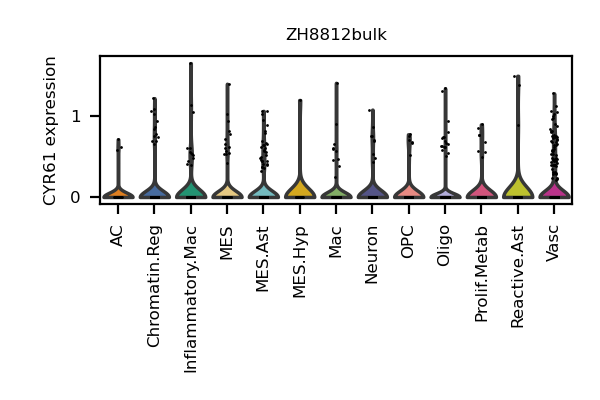 ZH8812bulk
CYR61 expression
1
0
AC
Chromatin.Reg
Inflammatory.Mac
MES
MES.Ast
MES.Hyp
Mac
Neuron
OPC
Oligo
Prolif.Metab
Reactive.Ast
Vasc